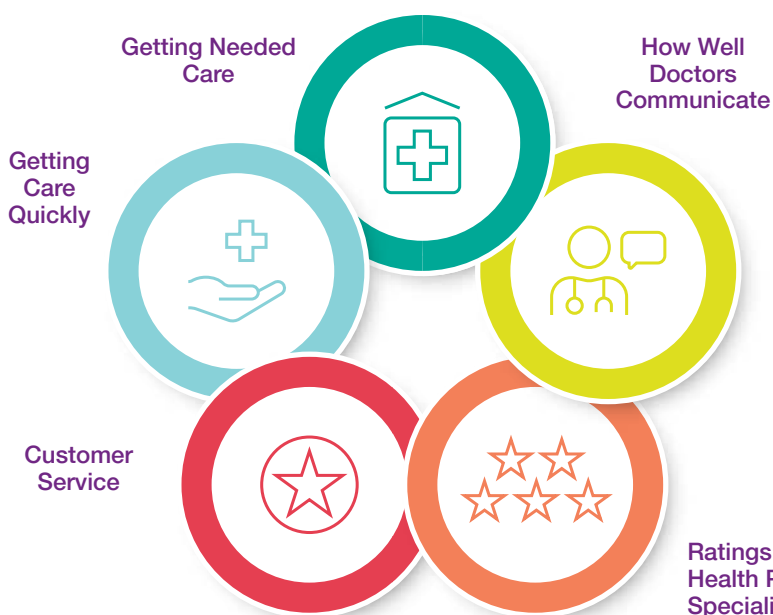 Getting Needed
Care
How Well
Doctors
Communicate
Getting
Care
Quickly
Customer
Service
Ratings
Health